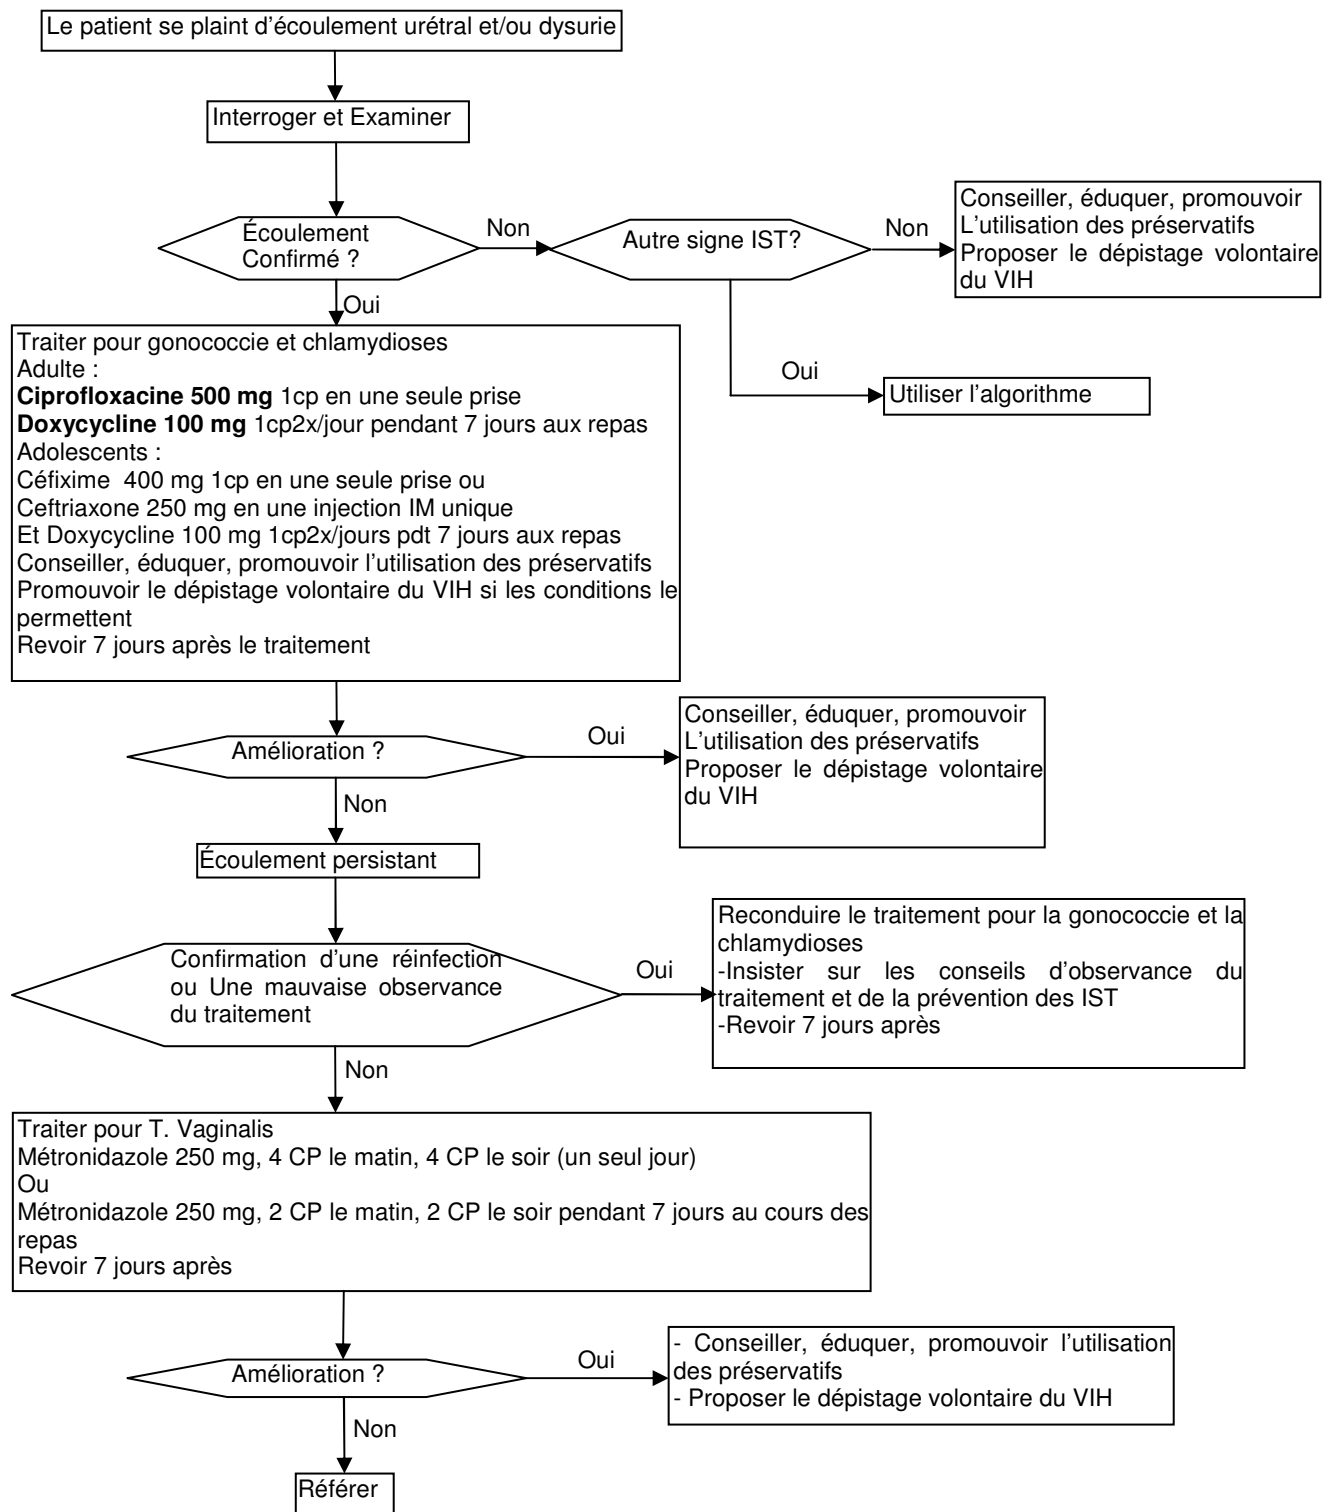 Le patient se plaint d’écoulement urétral et/ou dysurie
Interroger et Examiner
Écoulement
Confirmé ?
Non
Autre signe IST?
Non
Conseiller, éduquer, promouvoir
L’utilisation des préservatifs
Proposer le dépistage volontaire
du VIH
Oui
Oui
Utiliser l’algorithme
Traiter pour gonococcie et chlamydioses
Adulte :
Ciprofloxacine 500 mg 1cp en une seule prise
Doxycycline 100 mg 1cp2x/jour pendant 7 jours aux repas
Adolescents :
Céfixime 400 mg 1cp en une seule prise ou
Ceftriaxone 250 mg en une injection IM unique
Et Doxycycline 100 mg 1cp2x/jours pdt 7 jours aux repas
Conseiller, éduquer, promouvoir l’utilisation des préservatifs
Promouvoir le dépistage volontaire du VIH si les conditions le
permettent
Revoir 7 jours après le traitement
Amélioration ?
Oui
Conseiller, éduquer, promouvoir
L’utilisation des préservatifs
Proposer le dépistage volontaire
du VIH
Non
Écoulement persistant
Confirmation d’une réinfection
ou Une mauvaise observance
du traitement
Oui
Reconduire le traitement pour la gonococcie et la
chlamydioses
-Insister sur les conseils d’observance du
traitement et de la prévention des IST
-Revoir 7 jours après
Non
Traiter pour T. Vaginalis
Métronidazole 250 mg, 4 CP le matin, 4 CP le soir (un seul jour)
Ou
Métronidazole 250 mg, 2 CP le matin, 2 CP le soir pendant 7 jours au cours des
repas
Revoir 7 jours après
Amélioration ?
Oui
- Conseiller, éduquer, promouvoir l’utilisation
des préservatifs
- Proposer le dépistage volontaire du VIH
Non
Référer